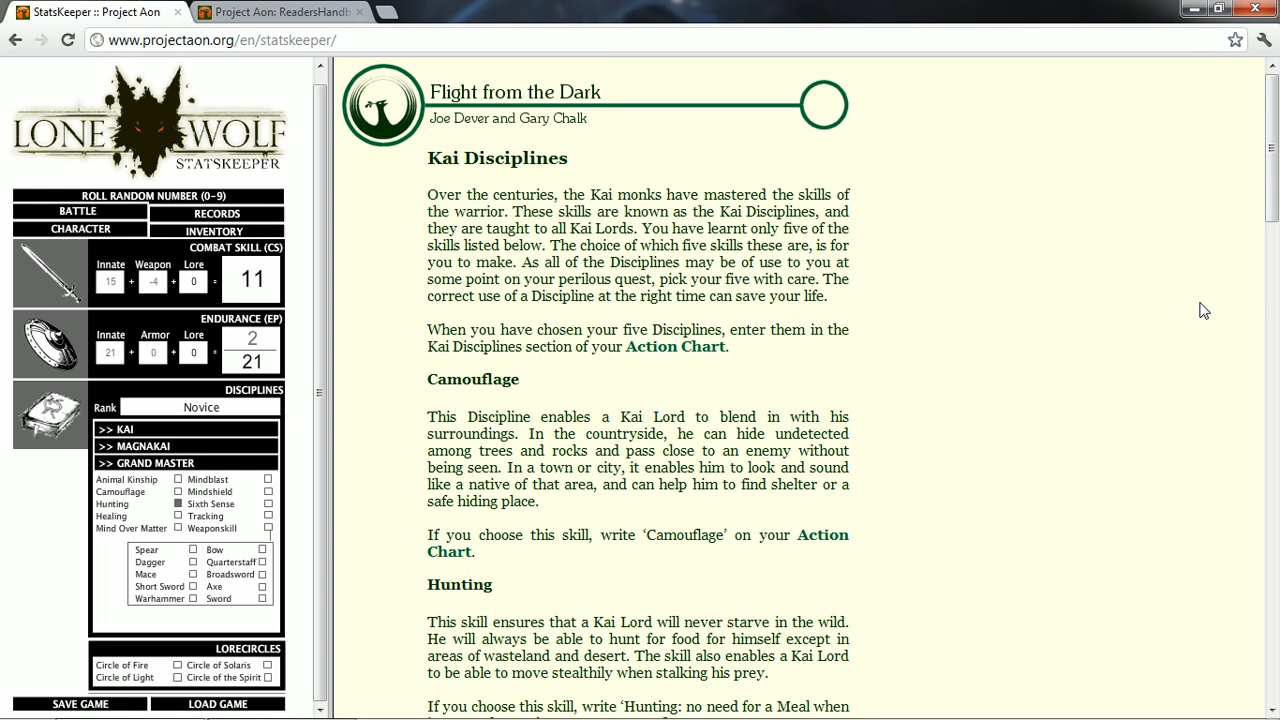 StatsKeeper :: Project Aon
Project Aon: ReadersHandb
www.projectaon.org/en/statskeeper/
LONE WOLF
STATSKEEPER
ROLL RANDOM NUMBER (0-9)
BATTLE
RECORDS
CHARACTER
INVENTORY
COMBAT SKILL (CS)
Innate Weapon Lore
15 + -4 + 0 = 11
ENDURANCE (EP)
Innate Armor Lore
21 + 0 + 0 = 2
21
DISCIPLINES
Rank Novice
>> KAI
>> MAGNAKAI
>> GRAND MASTER
Animal Kinship Mindblast
Camouflage Mindshield
Hunting Sixth Sense
Healing Tracking
Mind Over Matter Weaponskill
Spear Bow
Dagger Quarterstaff
Mace Broadsword
Short Sword Axe
Warhammer Sword
LORECIRCLES
Circle of Fire Circle of Solaris
Circle of Light Circle of the Spirit
SAVE GAME LOAD GAME
Flight from the Dark
Joe Dever and Gary Chalk
Kai Disciplines
Over the centuries, the Kai monks have mastered the skills of
the warrior. These skills are known as the Kai Disciplines, and
they are taught to all Kai Lords. You have learnt only five of the
skills listed below. The choice of which five skills these are, is for
you to make. As all of the Disciplines may be of use to you at
some point on your perilous quest, pick your five with care. The
correct use of a Discipline at the right time can save your life.
When you have chosen your five Disciplines, enter them in the
Kai Disciplines section of your Action Chart.
Camouflage
This Discipline enables a Kai Lord to blend in with his
surroundings. In the countryside, he can hide undetected
among trees and rocks and pass close to an enemy without
being seen. In a town or city, it enables him to look and sound
like a native of that area, and can help him to find shelter or a
safe hiding place.
If you choose this skill, write ‘Camouflage’ on your Action
Chart.
Hunting
This skill ensures that a Kai Lord will never starve in the wild.
He will always be able to hunt for food for himself except in
areas of wasteland and desert. The skill also enables a Kai Lord
to be able to move stealthily when stalking his prey.
If you choose this skill, write ‘Hunting: no need for a Meal when